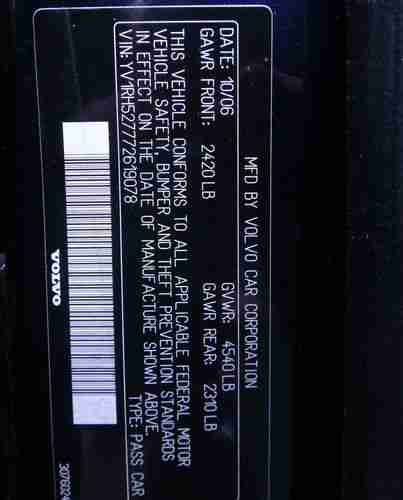 MFD BY VOLVO CAR CORPORATION
DATE: 10/06 GVWR: 4540 LB
GAWR FRONT: 2420 LB GAWR REAR: 2310 LB
THIS VEHICLE CONFORMS TO ALL APPLICABLE FEDERAL MOTOR
VEHICLE SAFETY, BUMPER AND THEFT PREVENTION STANDARDS
IN EFFECT ON THE DATE OF MANUFACTURE SHOWN ABOVE.
VIN: YV1RH527772619078 TYPE: PASS CAR
VOLVO